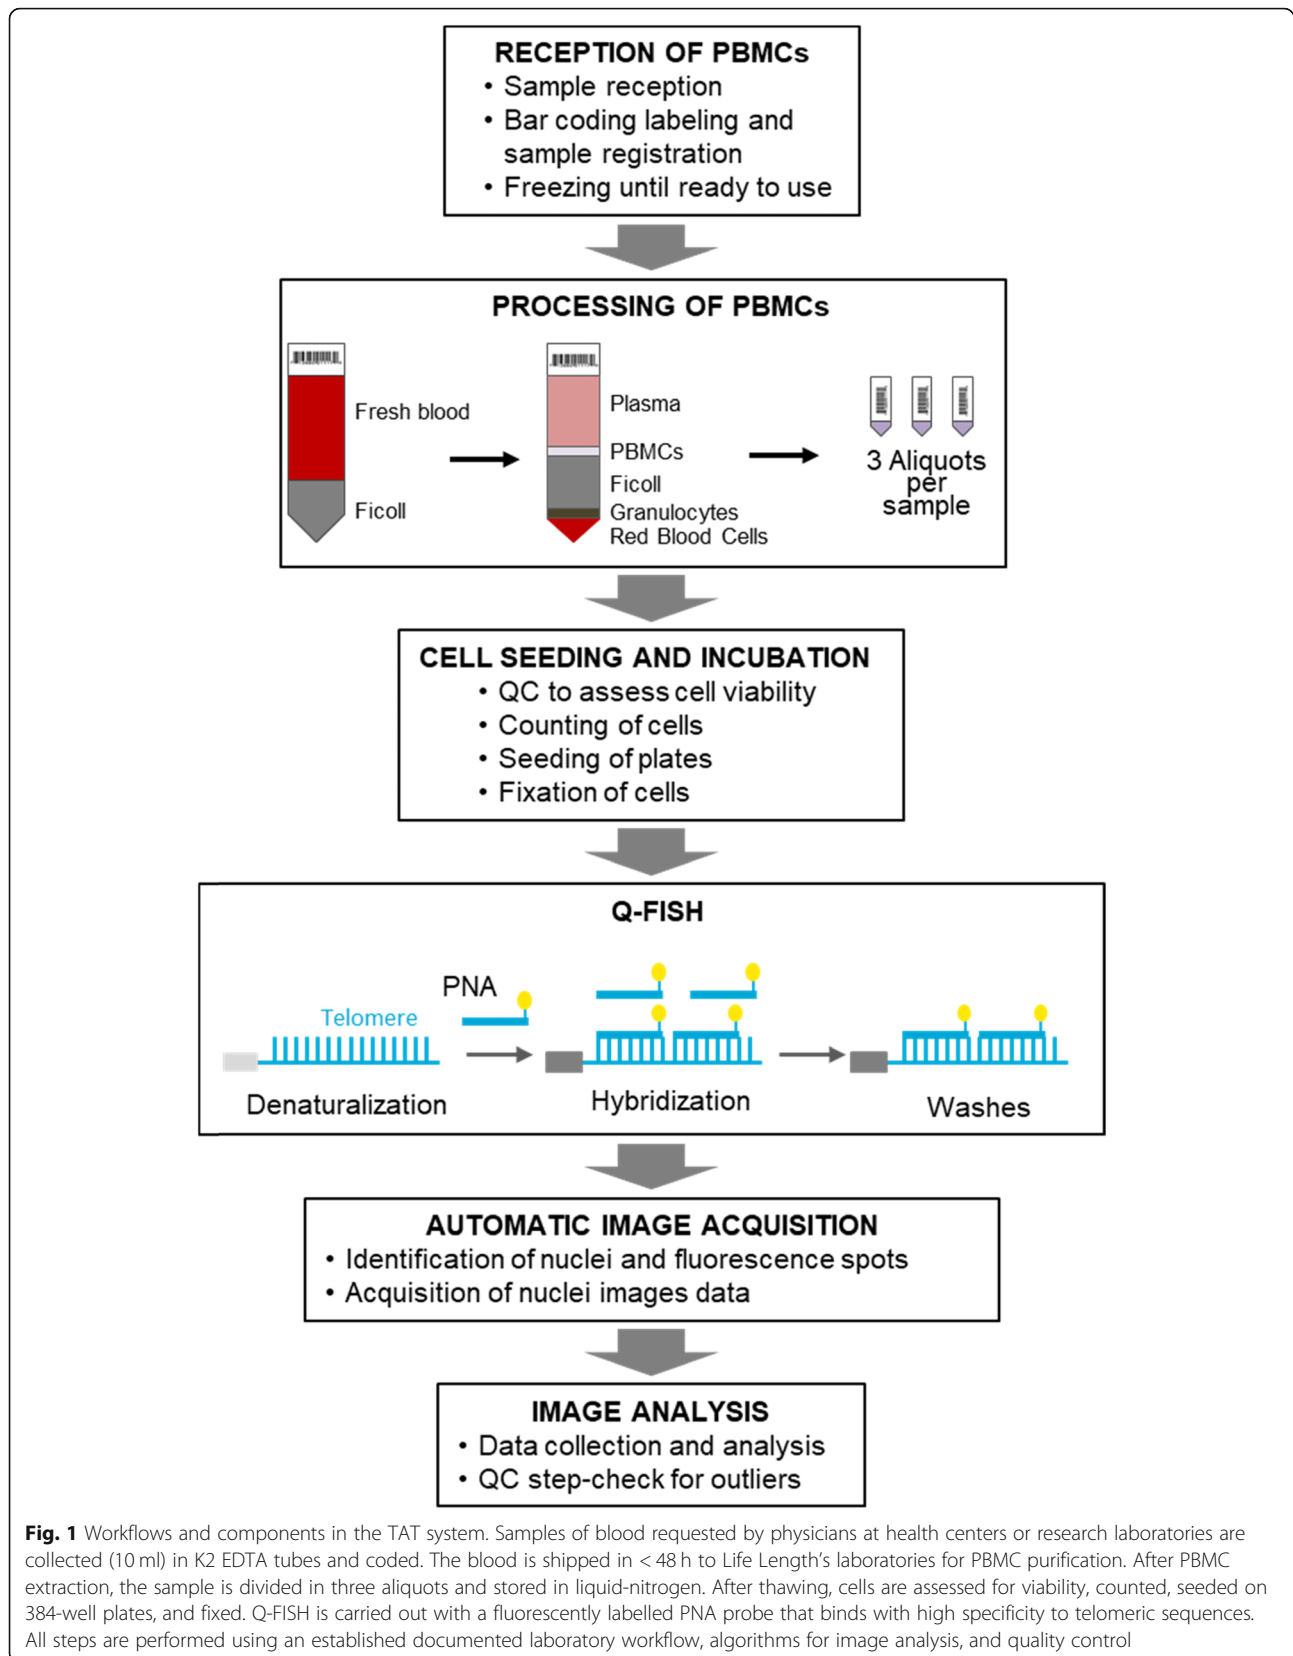 RECEPTION OF PBMCs
• Sample reception
• Bar coding labeling and
sample registration
• Freezing until ready to use
PROCESSING OF PBMCs
Fresh blood
Ficoll
Plasma
PBMCs
Ficoll
Granulocytes
Red Blood Cells
3 Aliquots
per
sample
CELL SEEDING AND INCUBATION
• QC to assess cell viability
• Counting of cells
• Seeding of plates
• Fixation of cells
Q-FISH
PNA
Telomere
Denaturalization
Hybridization
Washes
AUTOMATIC IMAGE ACQUISITION
• Identification of nuclei and fluorescence spots
• Acquisition of nuclei images data
IMAGE ANALYSIS
• Data collection and analysis
• QC step-check for outliers
Fig. 1 Workflows and components in the TAT system. Samples of blood requested by physicians at health centers or research laboratories are
collected (10 ml) in K2 EDTA tubes and coded. The blood is shipped in < 48 h to Life Length's laboratories for PBMC purification. After PBMC
extraction, the sample is divided in three aliquots and stored in liquid-nitrogen. After thawing, cells are assessed for viability, counted, seeded on
384-well plates, and fixed. Q-FISH is carried out with a fluorescently labelled PNA probe that binds with high specificity to telomeric sequences.
All steps are performed using an established documented laboratory workflow, algorithms for image analysis, and quality control